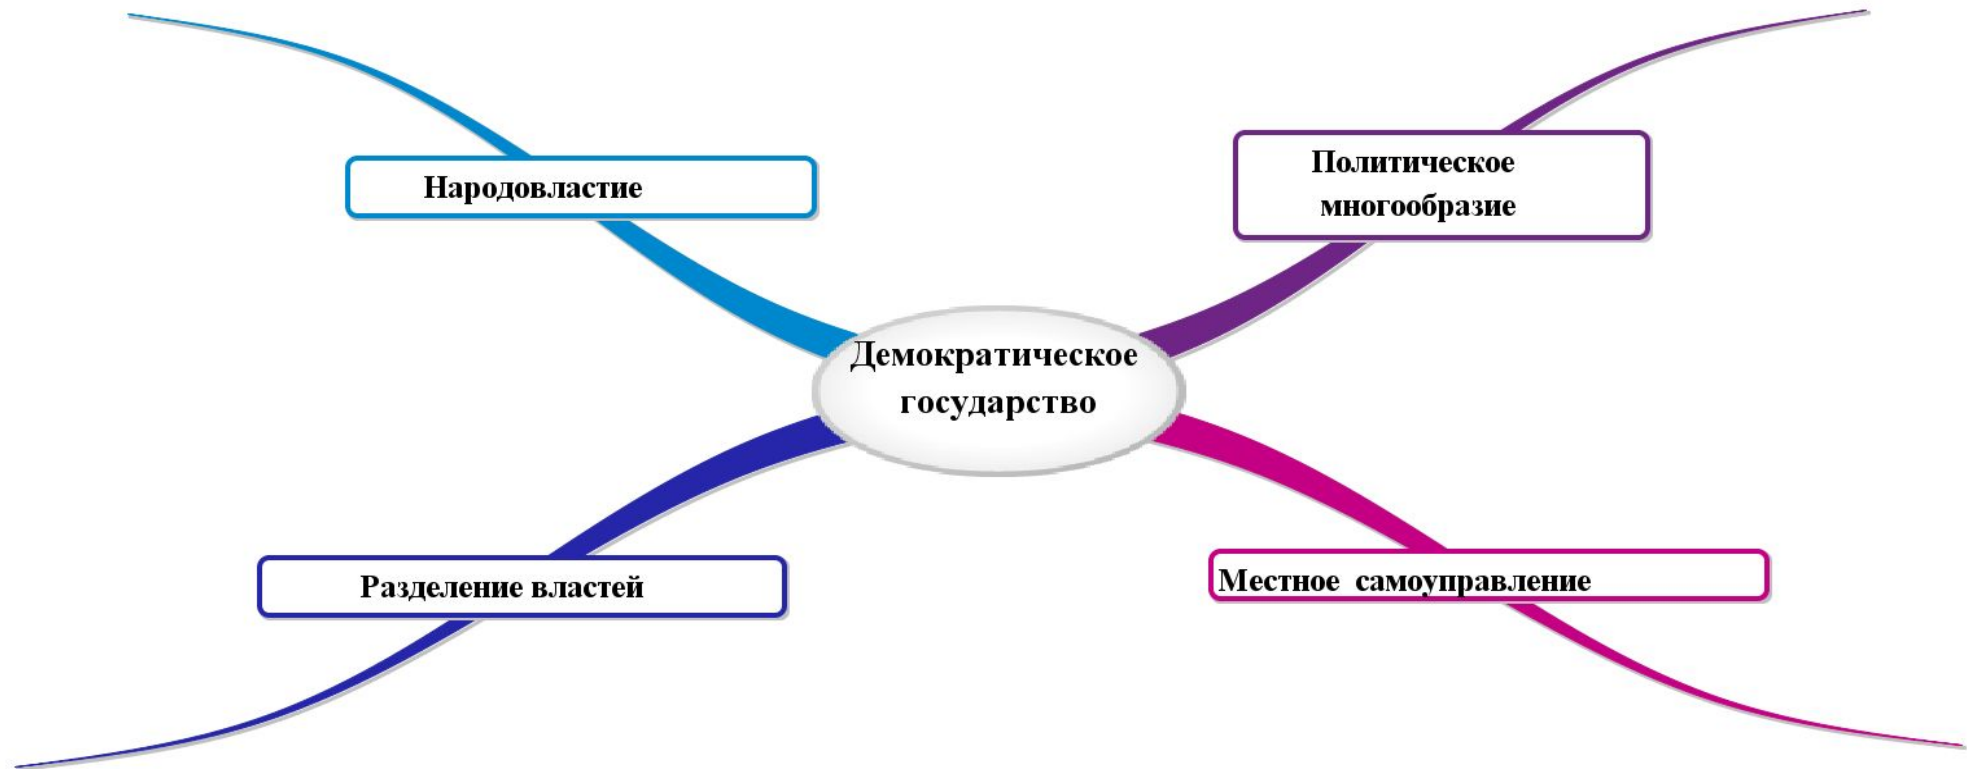 Народовластие
Политическое
многообразие
Демократическое
государство
Разделение властей
Местное самоуправление